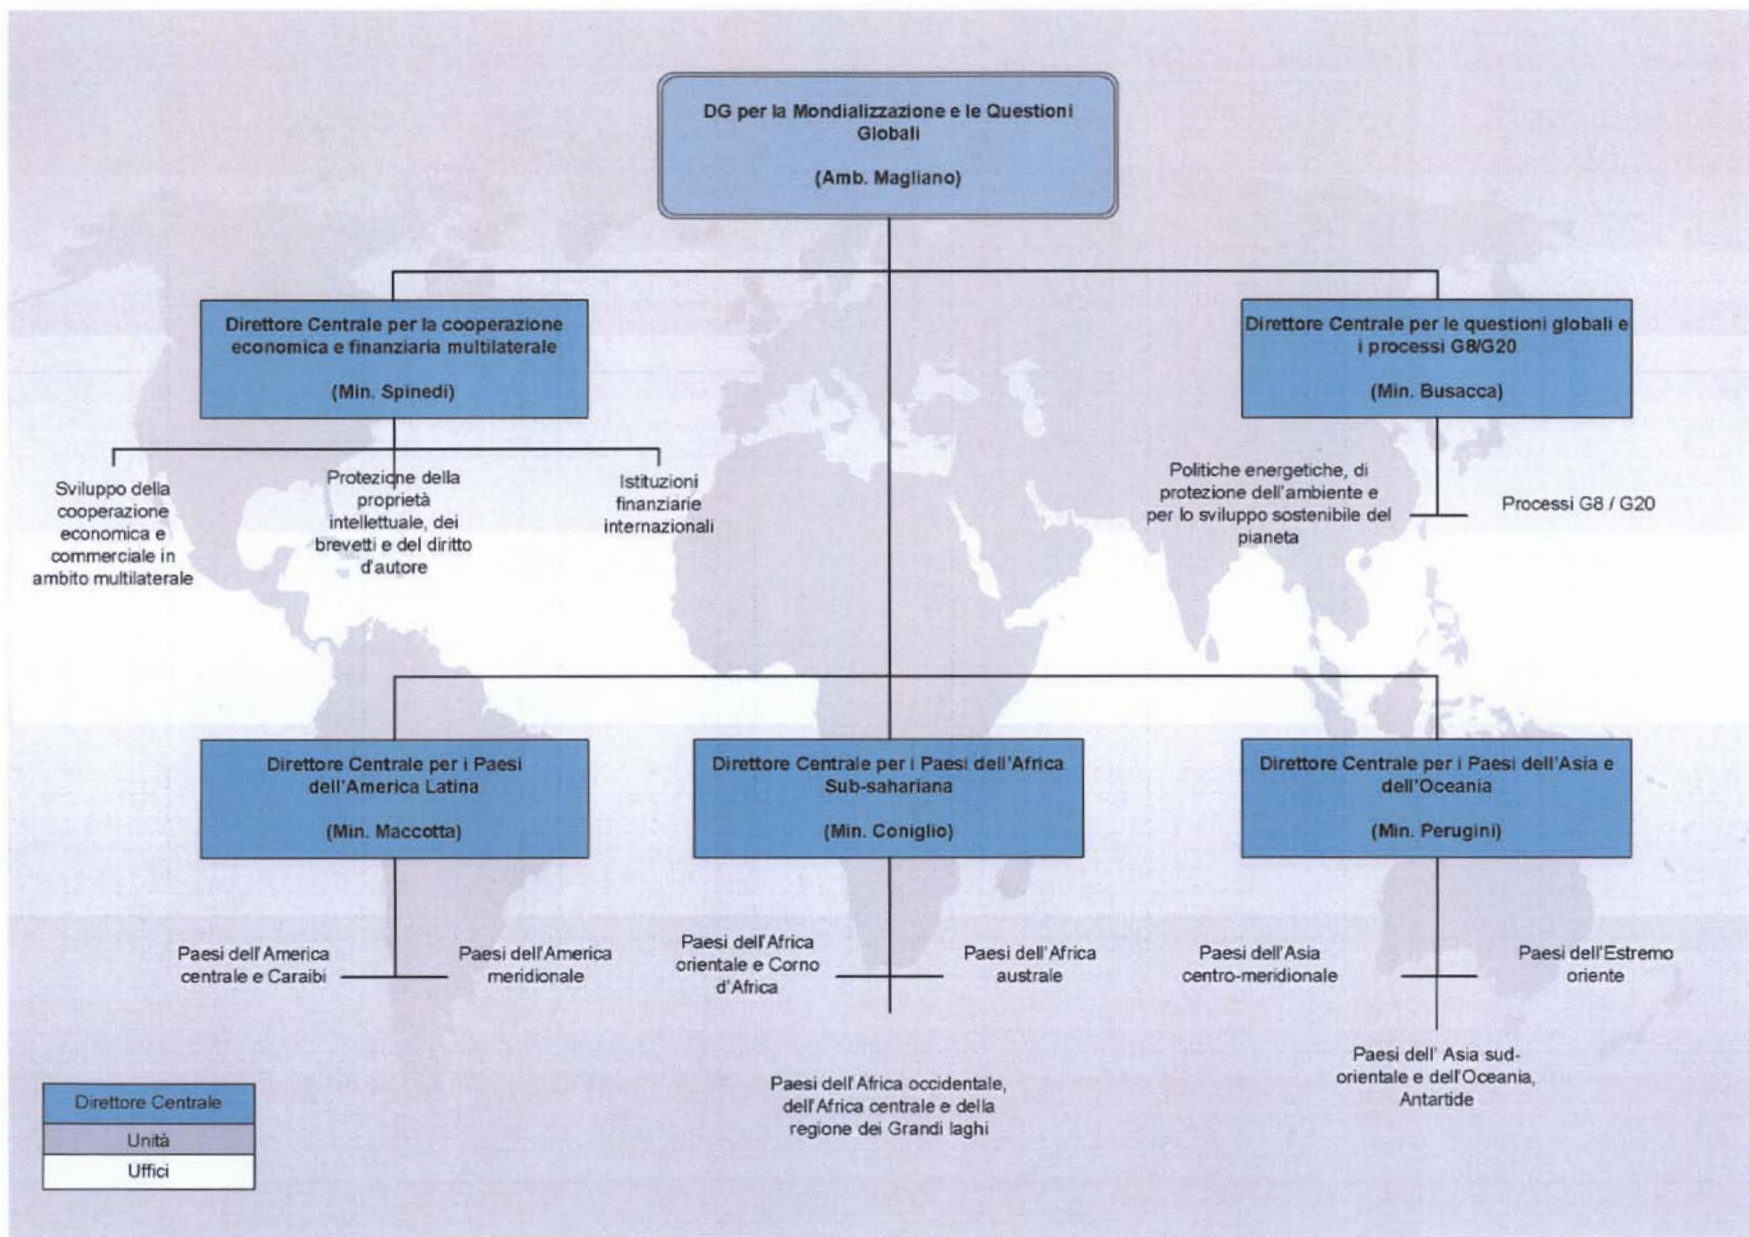 DG per la Mondializzazione e le Questioni
Globali
(Amb. Magliano)
Direttore Centrale per la cooperazione
economica e finanziaria multilaterale
(Min. Spinedi)
Direttore Centrale per le questioni globali e
i processi G8/G20
(Min. Busacca)
Sviluppo della
cooperazione
economica e
commerciale in
ambito multilaterale
Protezione della
proprietà
intellettuale, dei
brevetti e del diritto
d'autore
Istituzioni
finanziarie
internazionali
Politiche energetiche, di
protezione dell'ambiente e
per lo sviluppo sostenibile del
pianeta
Processi G8 / G20
Direttore Centrale per i Paesi
dell'America Latina
(Min. Maccotta)
Direttore Centrale per i Paesi dell'Africa
Sub-sahariana
(Min. Coniglio)
Direttore Centrale per i Paesi dell'Asia e
dell'Oceania
(Min. Perugini)
Paesi dell'America
centrale e Caraibi
Paesi dell'America
meridionale
Paesi dell'Africa
orientale e Corno
d'Africa
Paesi dell'Africa
australe
Paesi dell'Africa occidentale,
dell'Africa centrale e della
regione dei Grandi laghi
Paesi dell'Asia
centro-meridionale
Paesi dell'Estremo
oriente
Paesi dell' Asia sud-
orientale e dell'Oceania,
Antartide
Direttore Centrale
Unità
Uffici